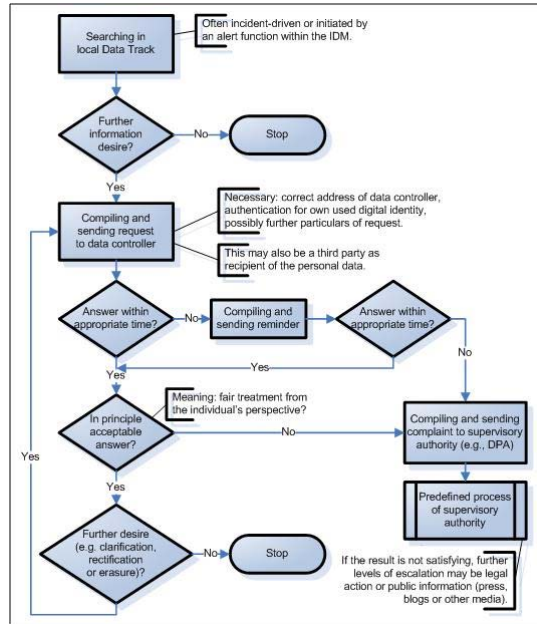 Searching in
local Data Track
Often incident-driven or initiated by
an alert function within the IDM.
Further
information
desire?
No
Stop
Yes
Compiling and
sending request
to data controller
Necessary: correct address of data controller,
authentication for own used digital identity,
possibly further particulars of request.
This may also be a third party as
recipient of the personal data.
Answer within
appropriate time?
No
Compiling and
sending reminder
Answer within
appropriate time?
No
Yes
Yes
Meaning: fair treatment from
the individual's perspective?
In principle
acceptable
answer?
No
Compiling and sending
complaint to supervisory
authority (e.g., DPA)
Yes
Yes
Predefined process
of supervisory
authority
Further desire
(e.g. clarification,
rectification
or erasure)?
No
Stop
If the result is not satisfying, further
levels of escalation may be legal
action or public information (press,
blogs or other media).